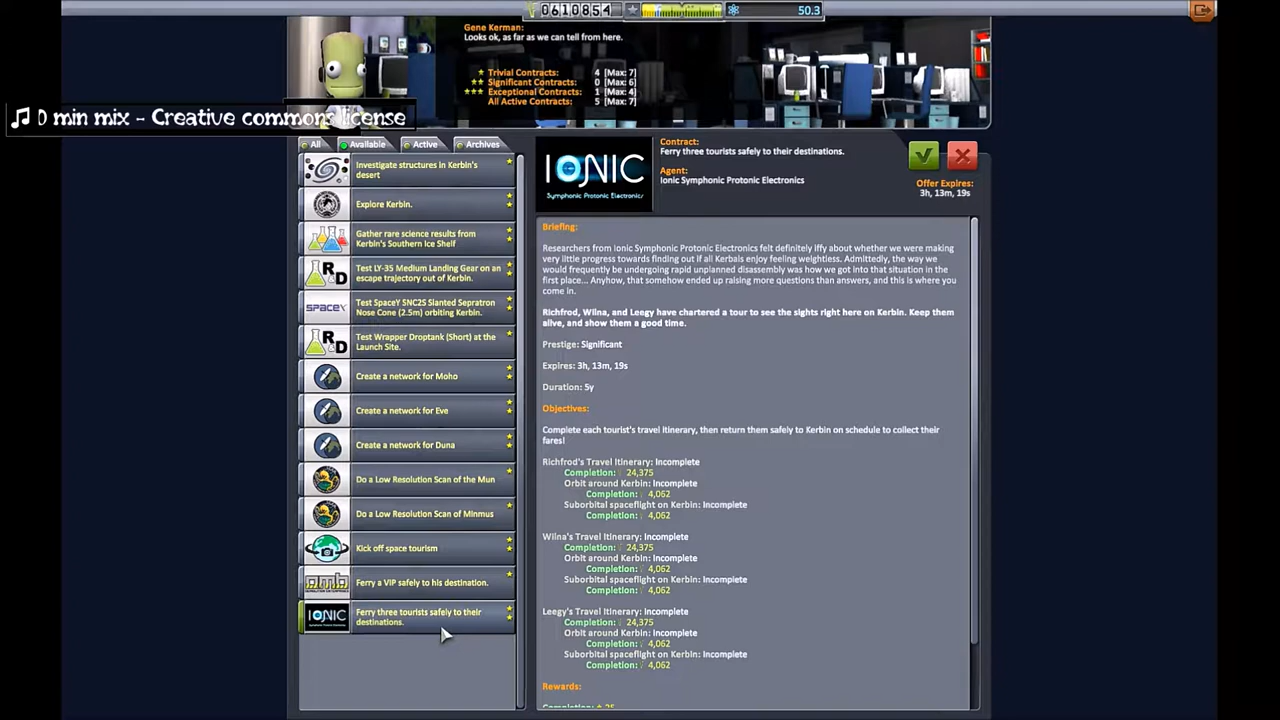 0610854
50.3
Gene Kerman:
Looks ok, as far as we can tell from here.
Trivial Contracts: 4 [Max: 7]
Significant Contracts: 0 [Max: 6]
Exceptional Contracts: 1 [Max: 4]
All Active Contracts: 5 [Max: 7]
min mix - Creative commons license
All
Available
Active
Archives
Investigate structures in Kerbin's
desert
Explore Kerbin.
Gather rare science results from
Kerbin's Southern Ice Shelf
R&D
Test LY-35 Medium Landing Gear on an
escape trajectory out of Kerbin.
SPACEY
Test SpaceY SNC2S Slanted Sepratron
Nose Cone (2.5m) orbiting Kerbin.
R&D
Test Wrapper Droptank (Short) at the
Launch Site.
Create a network for Moho
Create a network for Eve
Create a network for Duna
Do a Low Resolution Scan of the Mun
Do a Low Resolution Scan of Minmus
Kick off space tourism
Ferry a VIP safely to his destination.
IONIC
Ferry three tourists safely to their
destinations.
IONIC
Symphonic Protonic Electronics
Contract:
Ferry three tourists safely to their destinations.
Agent:
Ionic Symphonic Protonic Electronics
Offer Expires:
3h, 13m, 19s
Briefing:
Researchers from Ionic Symphonic Protonic Electronics felt definitely iffy about whether we were making
very little progress towards finding out if all Kerbals enjoy feeling weightless. Admittedly, the way we
would frequently be undergoing rapid unplanned disassembly was how we got into that situation in the
first place... Anyhow, that somehow ended up raising more questions than answers, and this is where you
come in.
Richfrod, Wilna, and Leegy have chartered a tour to see the sights right here on Kerbin. Keep them
alive, and show them a good time.
Prestige: Significant
Expires: 3h, 13m, 19s
Duration: 5y
Objectives:
Complete each tourist's travel itinerary, then return them safely to Kerbin on schedule to collect their
fares!
Richfrod's Travel Itinerary: Incomplete
Completion: 24,375
Orbit around Kerbin: Incomplete
Completion: 4,062
Suborbital spaceflight on Kerbin: Incomplete
Completion: 4,062
Wilna's Travel Itinerary: Incomplete
Completion: 24,375
Orbit around Kerbin: Incomplete
Completion: 4,062
Suborbital spaceflight on Kerbin: Incomplete
Completion: 4,062
Leegy's Travel Itinerary: Incomplete
Completion: 24,375
Orbit around Kerbin: Incomplete
Completion: 4,062
Suborbital spaceflight on Kerbin: Incomplete
Completion: 4,062
Rewards: